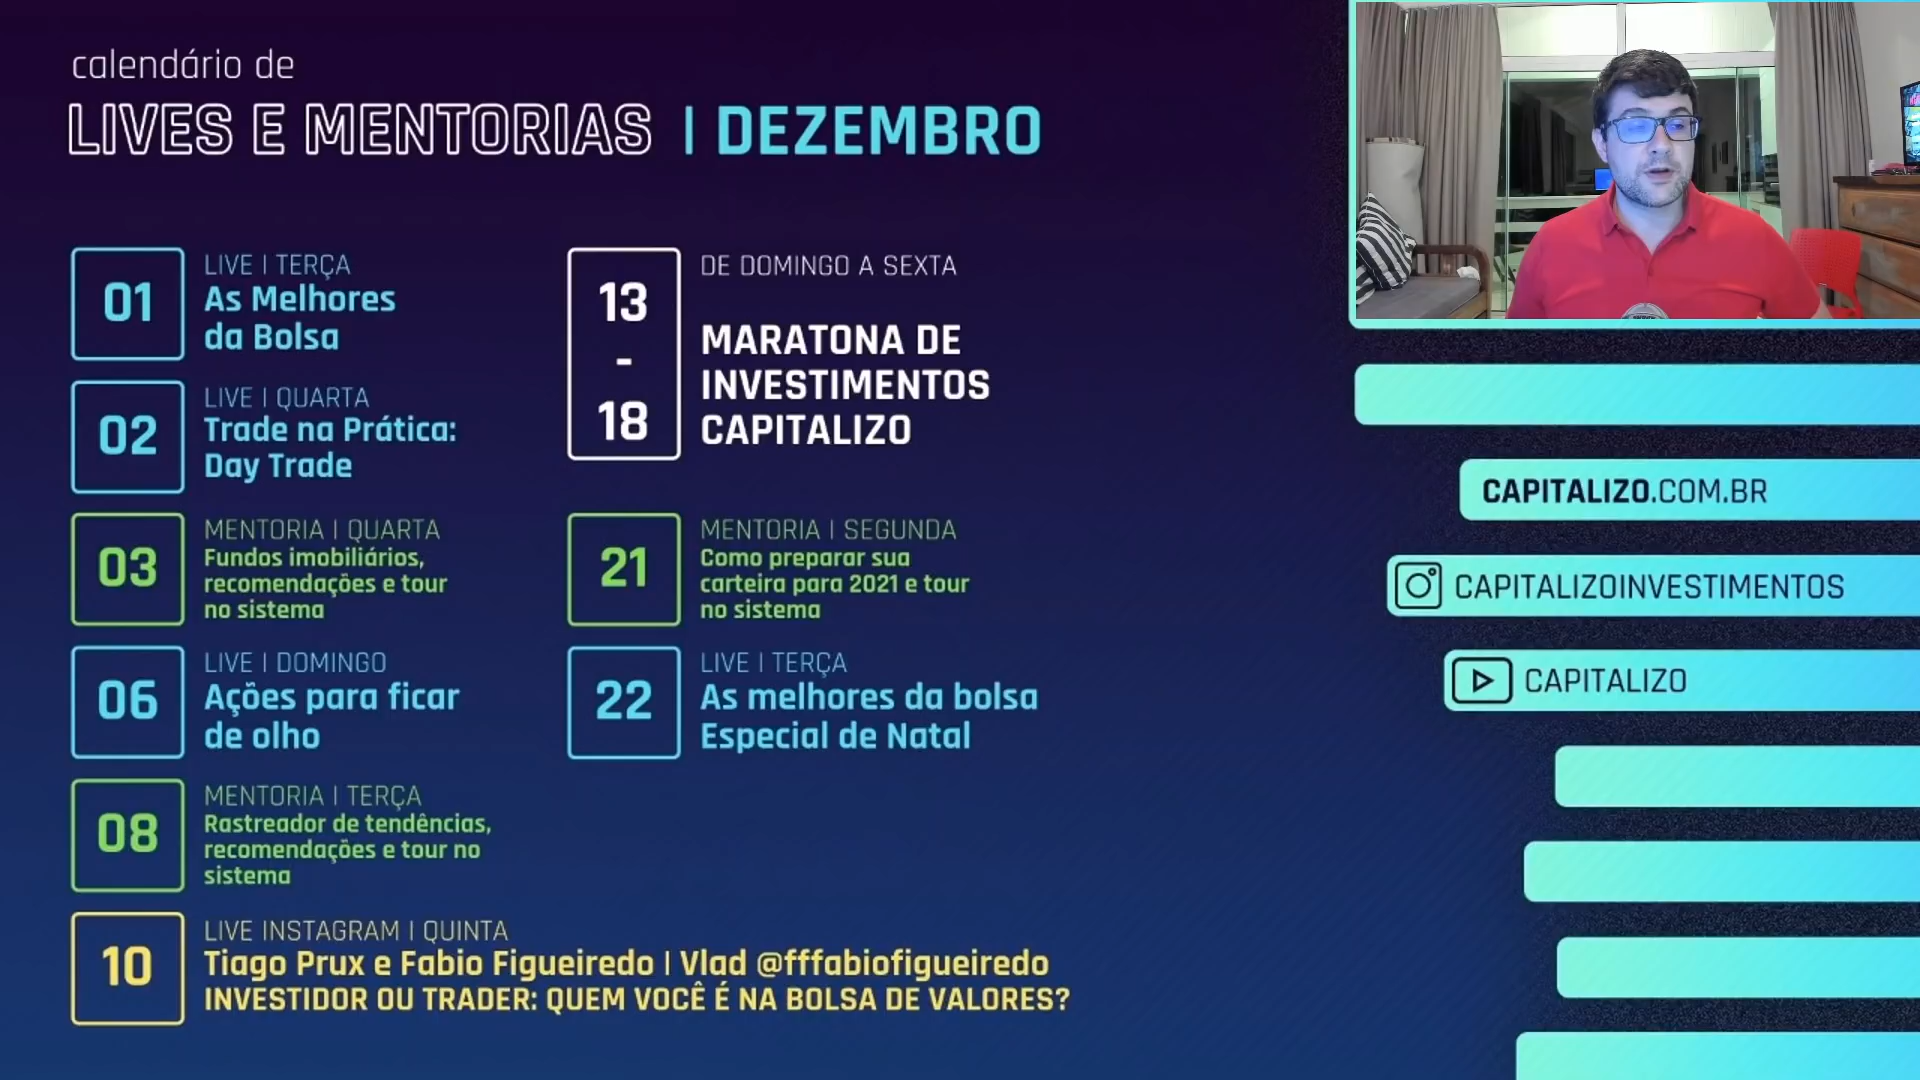 calendário de
LIVES E MENTORIAS | DEZEMBRO
01
LIVE | TERÇA
As Melhores
da Bolsa
02
LIVE | QUARTA
Trade na Prática:
Day Trade
03
MENTORIA | QUARTA
Fundos imobiliários,
recomendações e tour
no sistema
06
LIVE | DOMINGO
Ações para ficar
de olho
08
MENTORIA | TERÇA
Rastreador de tendências,
recomendações e tour no
sistema
10
LIVE INSTAGRAM | QUINTA
Tiago Prux e Fabio Figueiredo | Vlad @fffabiofigueiredo
INVESTIDOR OU TRADER: QUEM VOCÊ É NA BOLSA DE VALORES?
13
-
18
DE DOMINGO A SEXTA
MARATONA DE
INVESTIMENTOS
CAPITALIZO
21
MENTORIA | SEGUNDA
Como preparar sua
carteira para 2021 e tour
no sistema
22
LIVE | TERÇA
As melhores da bolsa
Especial de Natal
CAPITALIZO.COM.BR
CAPITALIZOINVESTIMENTOS
CAPITALIZO